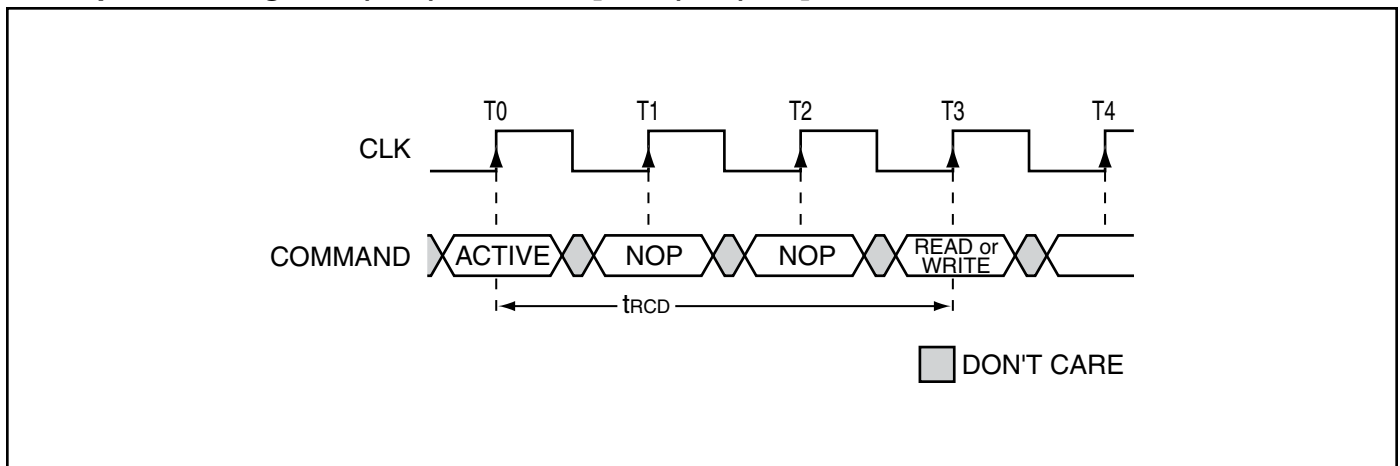 T0 T1 T2 T3 T4
CLK
COMMAND ACTIVE NOP NOP READ or
WRITE
tRCD
DON'T CARE